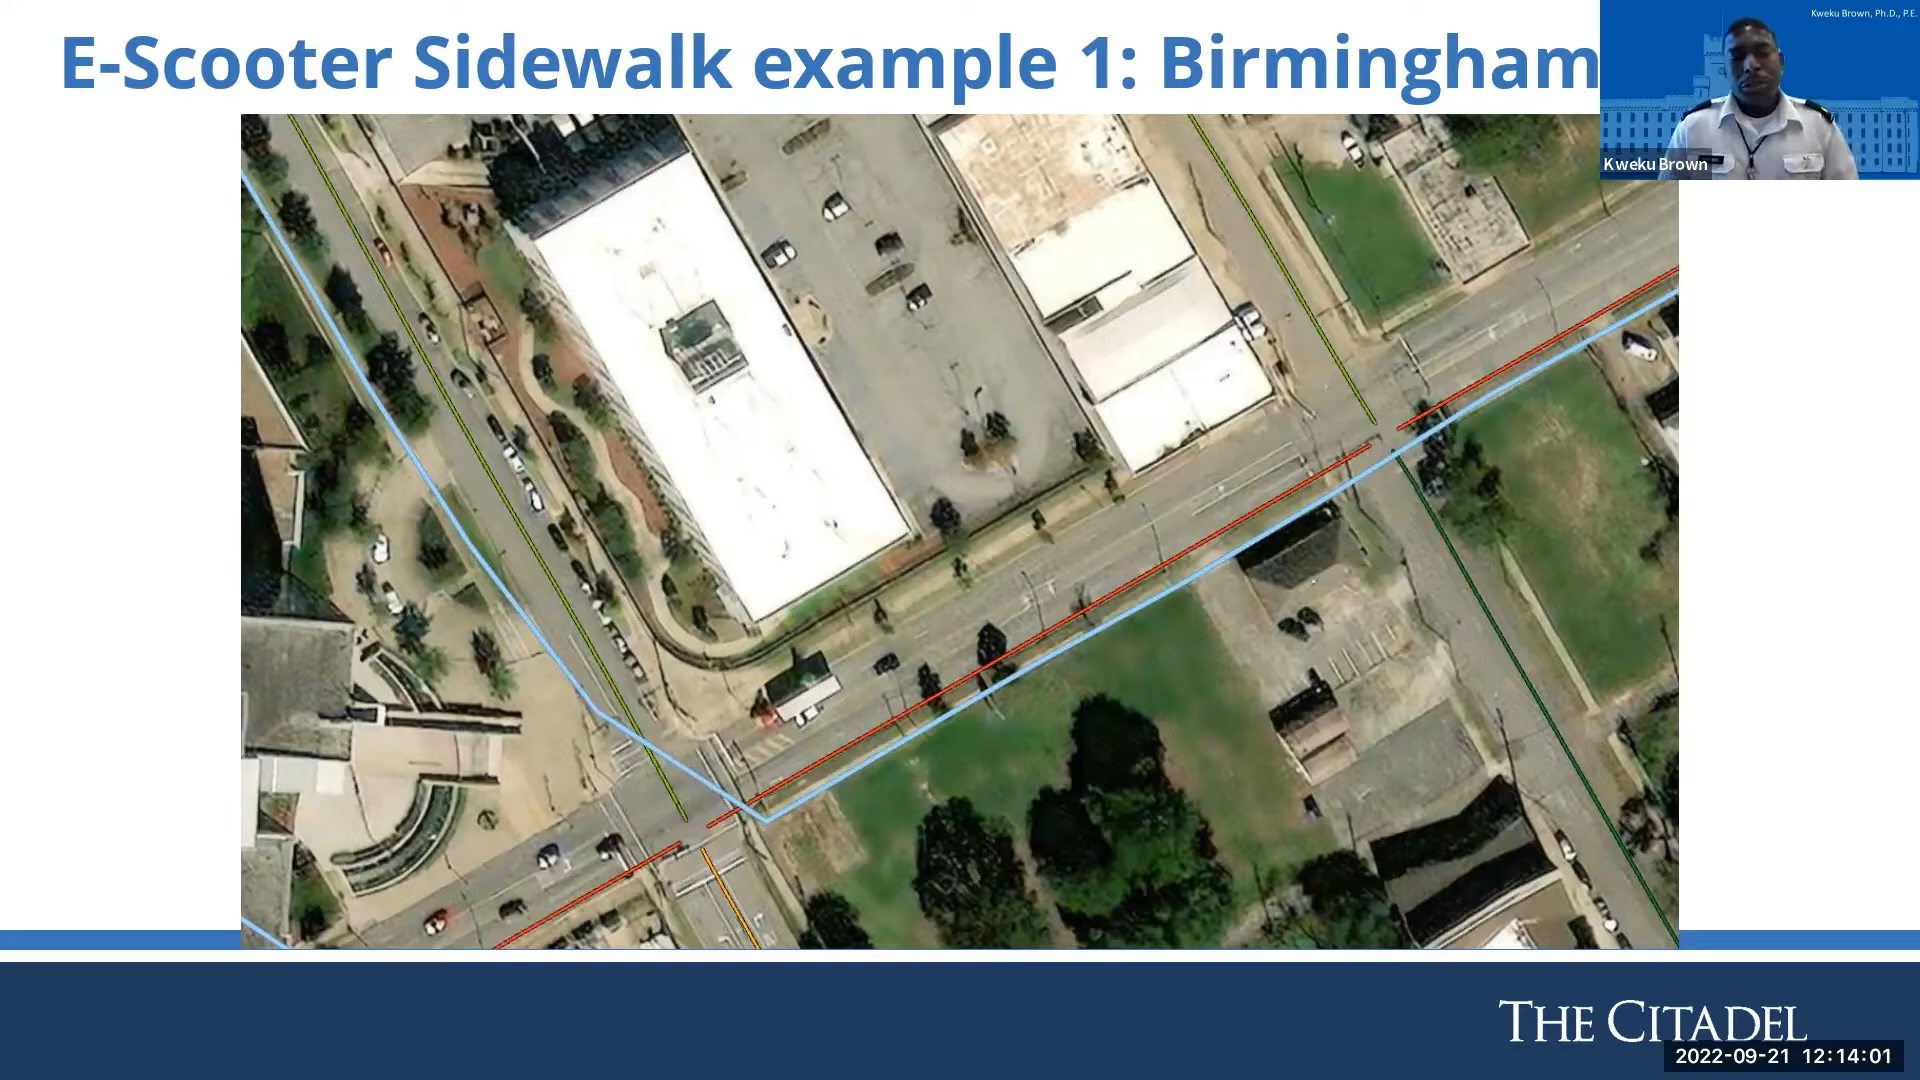 E-Scooter Sidewalk example 1: Birmingham
Kweku Brown, Ph.D., P.E.
Kweku Brown
THE CITADEL
2022-09-21 12:14:01